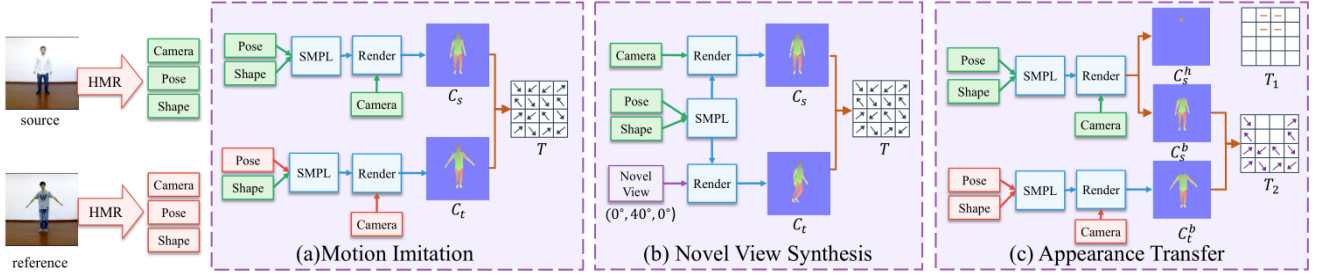 HMR
Camera
Pose
Shape
source
HMR
Camera
Pose
Shape
reference
Pose
Shape
SMPL
Render
Camera
C_s
Pose
Shape
SMPL
Render
Camera
C_t
T
(a)Motion Imitation
Camera
Render
C_s
Pose
Shape
SMPL
Novel
View
(0°, 40°, 0°)
Render
C_t
T
(b) Novel View Synthesis
Pose
Shape
SMPL
Render
Camera
C_s^h
T_1
C_s^b
Pose
Shape
SMPL
Render
Camera
C_t^b
T_2
(c) Appearance Transfer